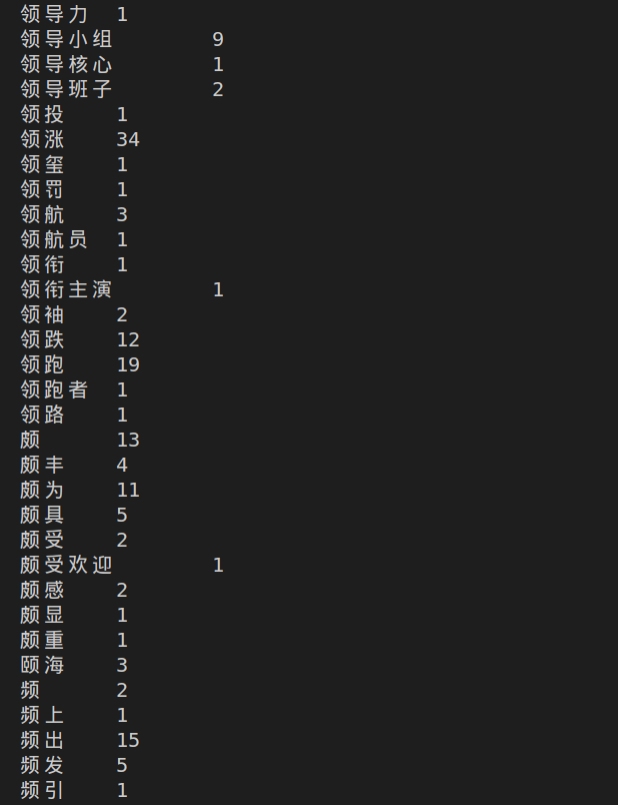 领导力 1
领导小组 9
领导核心 1
领导班子 2
领投 1
领涨 34
领玺 1
领罚 1
领航 3
领航员 1
领衔 1
领衔主演 1
领袖 2
领跌 12
领跑 19
领跑者 1
领路 1
颇 13
颇丰 4
颇为 11
颇具 5
颇受 2
颇受欢迎 1
颇感 2
颇显 1
颇重 1
颐海 3
频 2
频上 1
频出 15
频发 5
频引 1